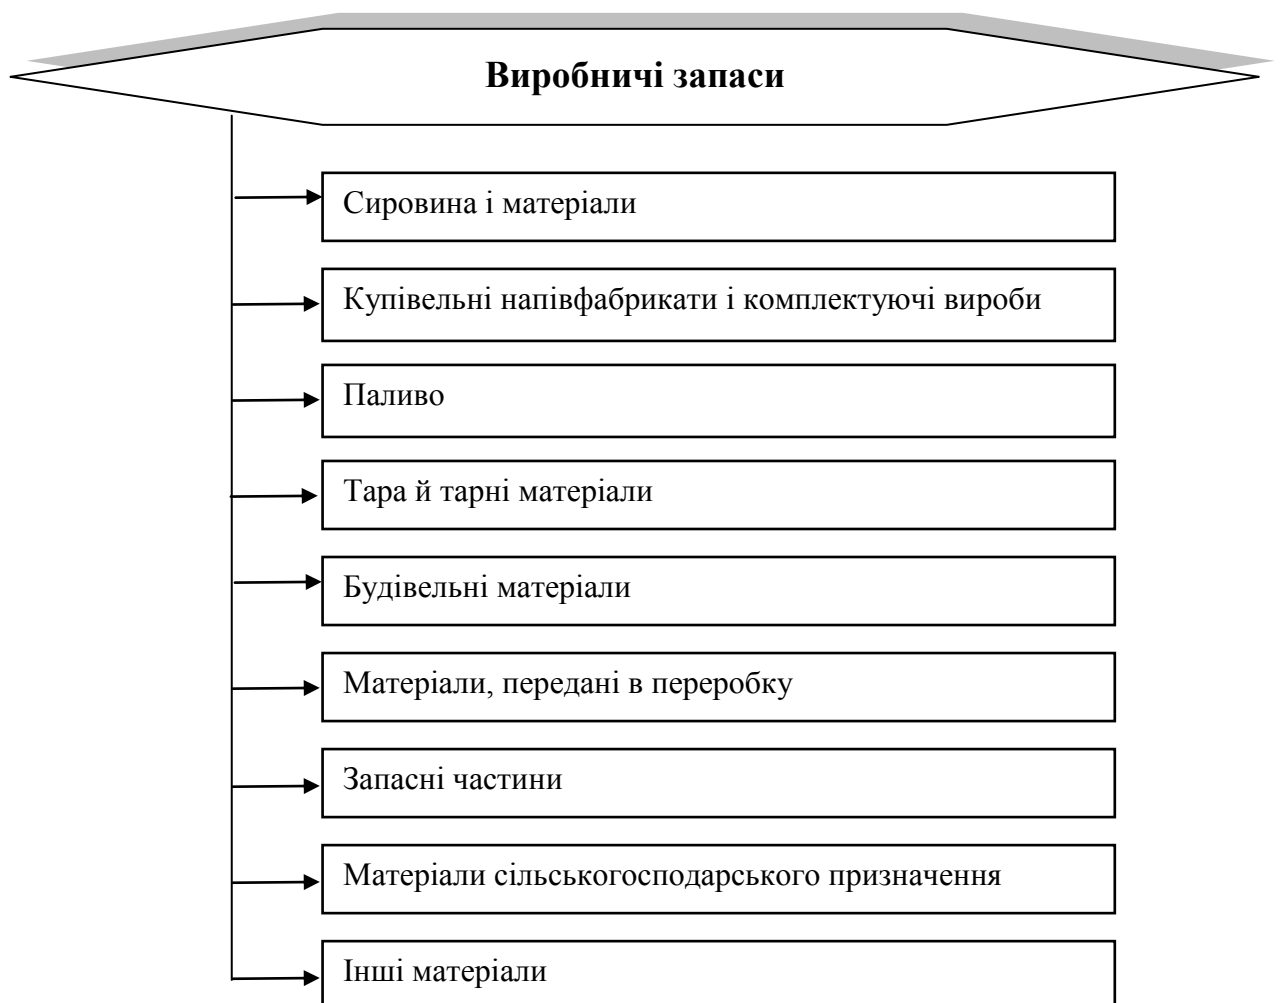 Виробничі запаси
Сировина і матеріали
Купівельні напівфабрикати і комплектуючі вироби
Паливо
Тара й тарні матеріали
Будівельні матеріали
Матеріали, передані в переробку
Запасні частини
Матеріали сільськогосподарського призначення
Інші матеріали